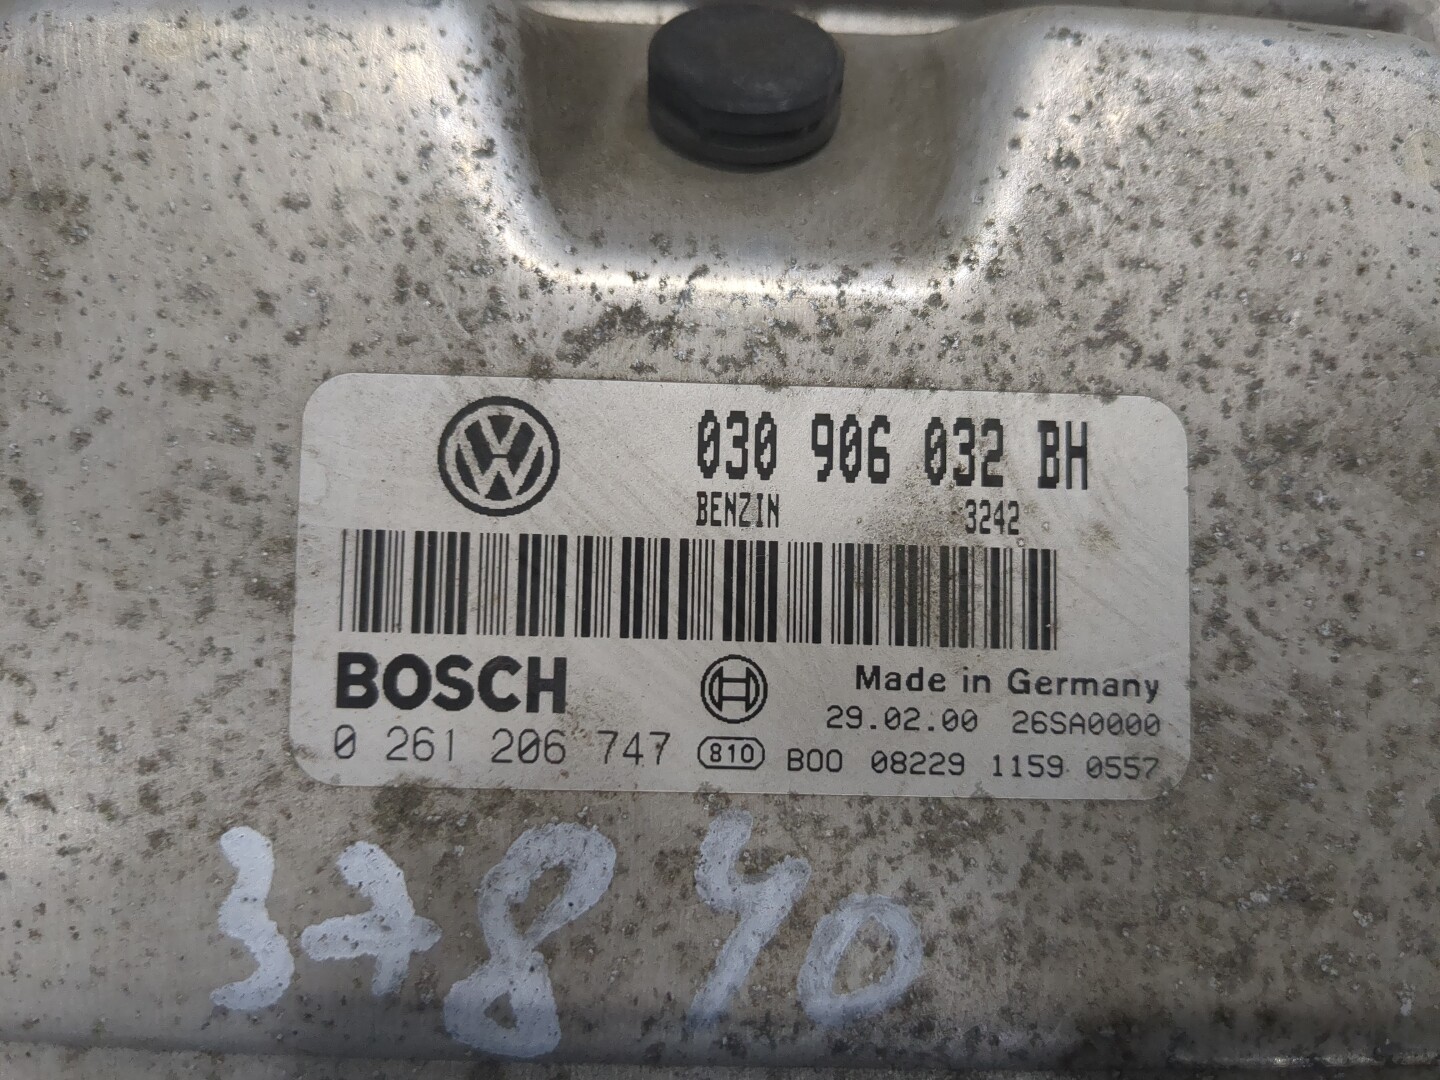 030 906 032 BH
BENZIN 3242
BOSCH
Made in Germany
29.02.00 26SA0000
0 261 206 747 810 B00 08229 1159 0557
37840